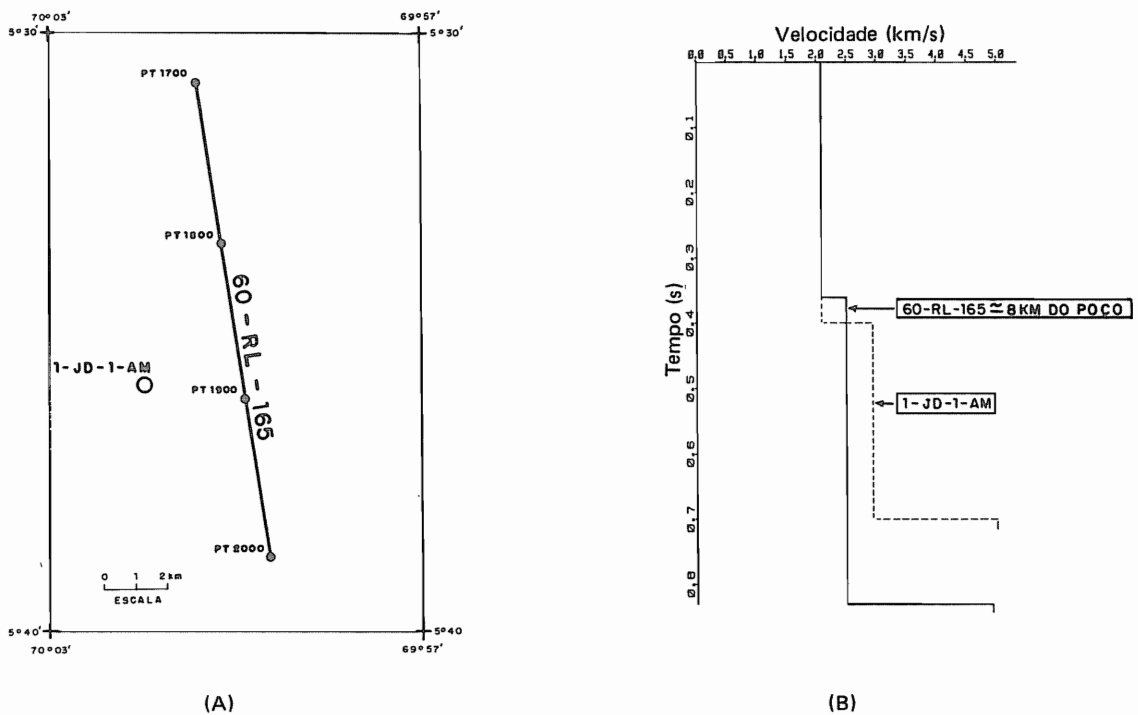 70°03'
69°57'
5°30'
5°30'
PT 1700
PT 1800
60-RL-165
1-JD-1-AM
PT 1900
PT 2000
0 1 2km
ESCALA
5°40'
5°40
70°03'
69°57'
(A)
Velocidade (km/s)
0,0 0,5 1,0 1,5 2,0 2,5 3,0 3,5 4,0 4,5 5,0
Tempo (s)
0,1
0,2
0,3
0,4
0,5
0,6
0,7
0,8
60-RL-165 ≅ 8 KM DO POÇO
1-JD-1-AM
(B)